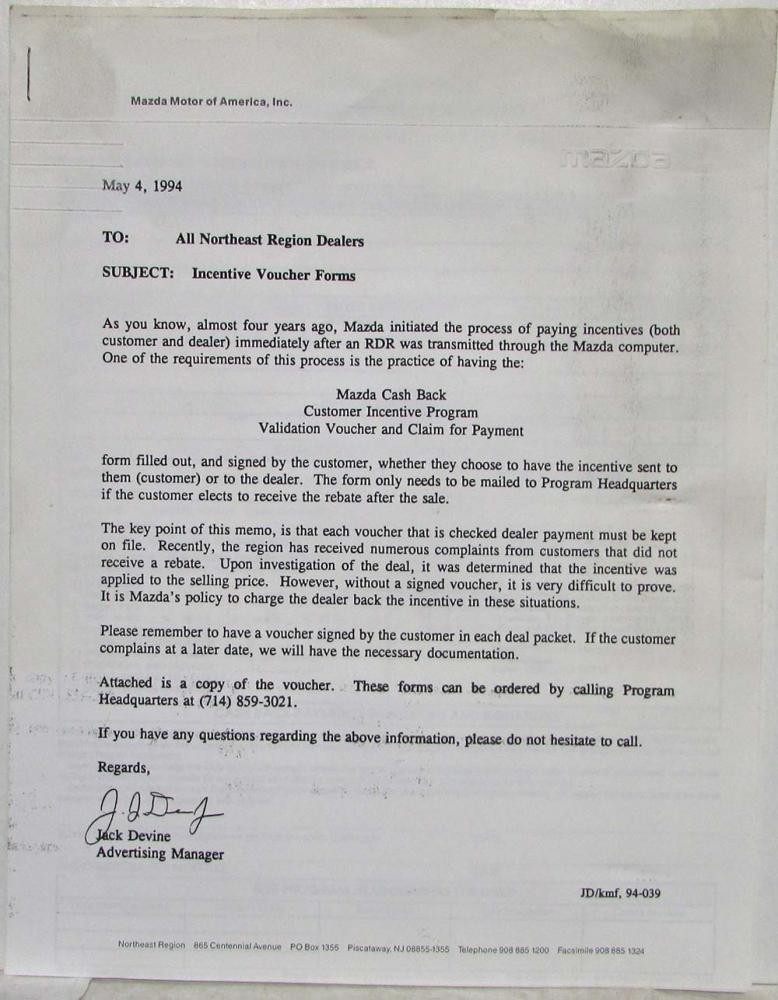 Mazda Motor of America, Inc.
mazda
May 4, 1994
TO: All Northeast Region Dealers
SUBJECT: Incentive Voucher Forms
As you know, almost four years ago, Mazda initiated the process of paying incentives (both
customer and dealer) immediately after an RDR was transmitted through the Mazda computer.
One of the requirements of this process is the practice of having the:
Mazda Cash Back
Customer Incentive Program
Validation Voucher and Claim for Payment
form filled out, and signed by the customer, whether they choose to have the incentive sent to
them (customer) or to the dealer. The form only needs to be mailed to Program Headquarters
if the customer elects to receive the rebate after the sale.
The key point of this memo, is that each voucher that is checked dealer payment must be kept
on file. Recently, the region has received numerous complaints from customers that did not
receive a rebate. Upon investigation of the deal, it was determined that the incentive was
applied to the selling price. However, without a signed voucher, it is very difficult to prove.
It is Mazda's policy to charge the dealer back the incentive in these situations.
Please remember to have a voucher signed by the customer in each deal packet. If the customer
complains at a later date, we will have the necessary documentation.
Attached is a copy of the voucher. These forms can be ordered by calling Program
Headquarters at (714) 859-3021.
If you have any questions regarding the above information, please do not hesitate to call.
Regards,
Jack Devine
Advertising Manager
JD/kmf, 94-039
Northeast Region 865 Centennial Avenue PO Box 1355 Piscataway, NJ 08855-1355 Telephone 908 885 1200 Facsimile 908 885 1324